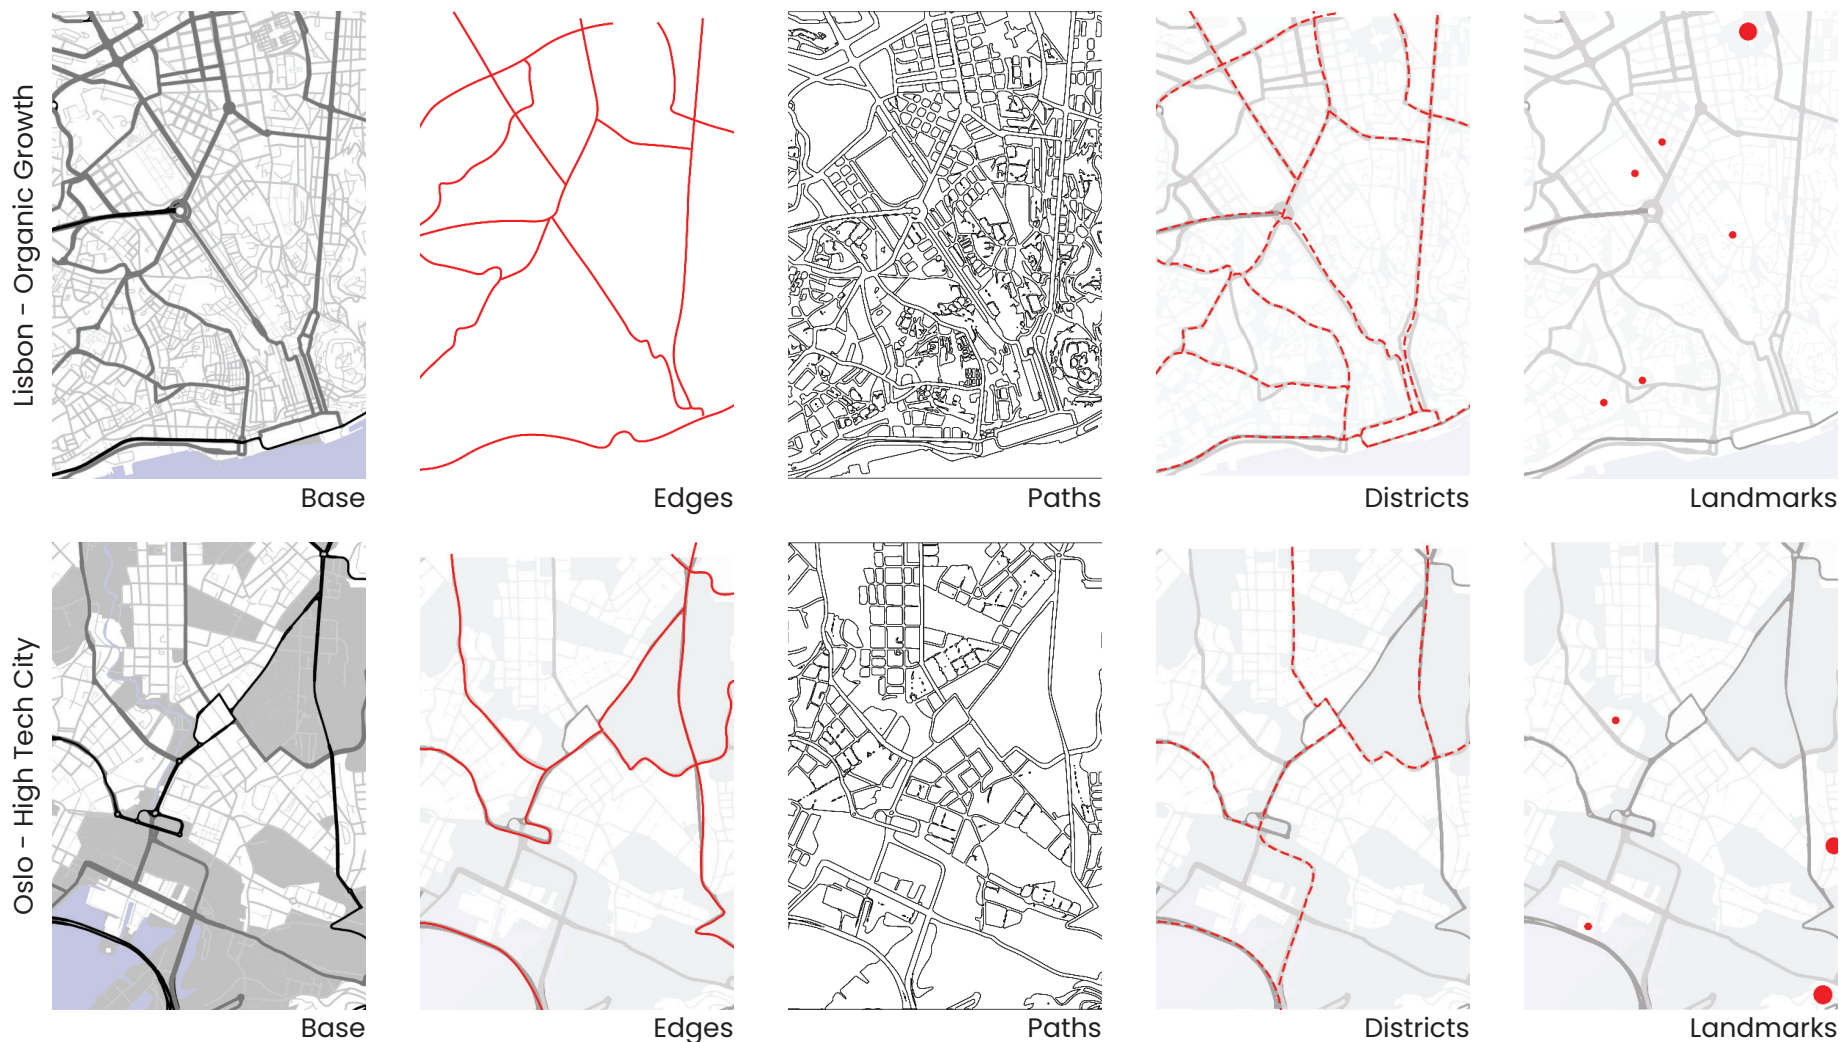 Lisbon - Organic Growth
Base
Edges
Paths
Districts
Landmarks
Oslo - High Tech City
Base
Edges
Paths
Districts
Landmarks